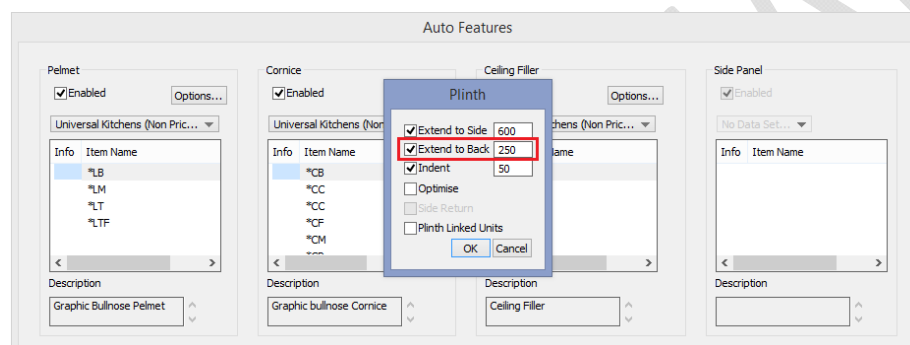 Auto Features
Pelmet
Enabled
Options...
Universal Kitchens (Non Pric...
Info Item Name
*LB
*LM
*LT
*LTF
Description
Graphic Bullnose Pelmet
Cornice
Enabled
Universal Kitchens (Non
Info Item Name
*CB
*CC
*CC
*CF
*CM
Description
Graphic bullnose Cornice
Plinth
Extend to Side 600
Extend to Back 250
Indent 50
Optimise
Side Return
Plinth Linked Units
OK Cancel
Ceiling Filler
Options...
chens (Non Pric...
Description
Ceiling Filler
Side Panel
Enabled
No Data Set...
Info Item Name
Description